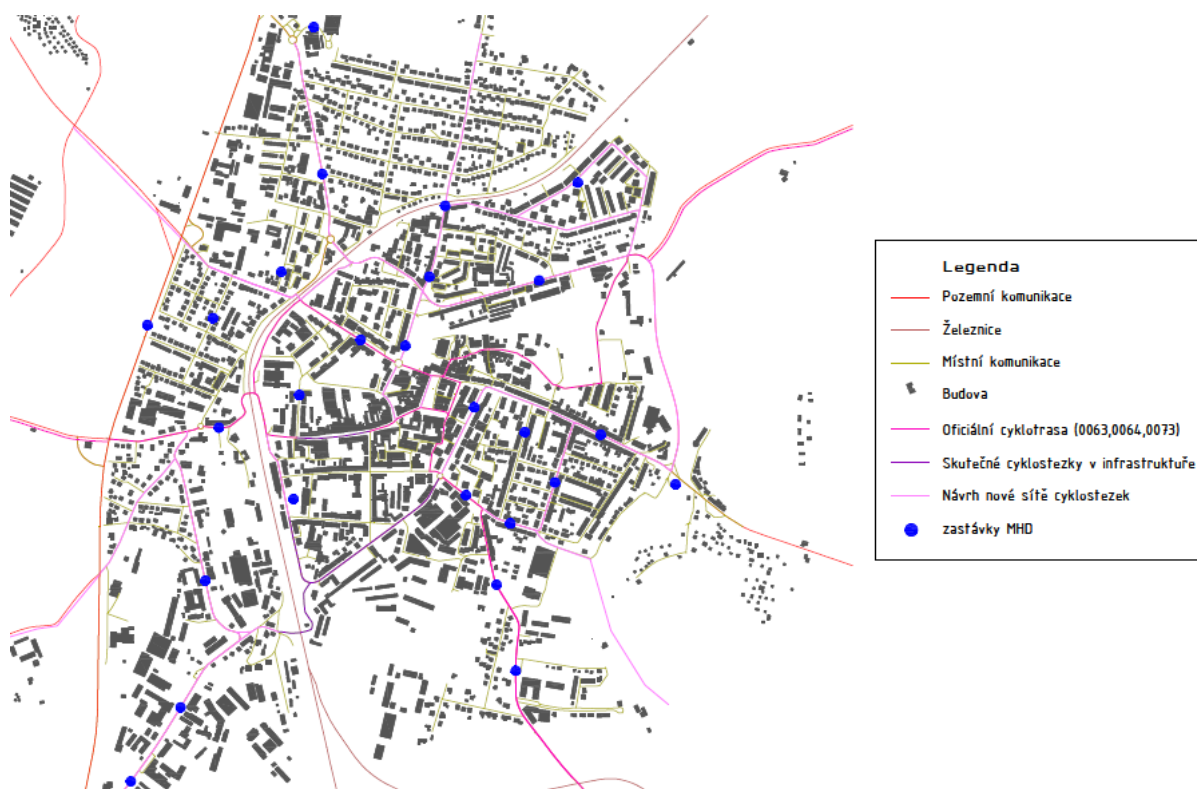 Legenda
Pozemní komunikace
Železnice
Místní komunikace
Budova
Oficiální cyklotrasa (0063,0064,0073)
Skutečné cyklostezky v infrastruktuře
Návrh nové sítě cyklostezek
zastávky MHD